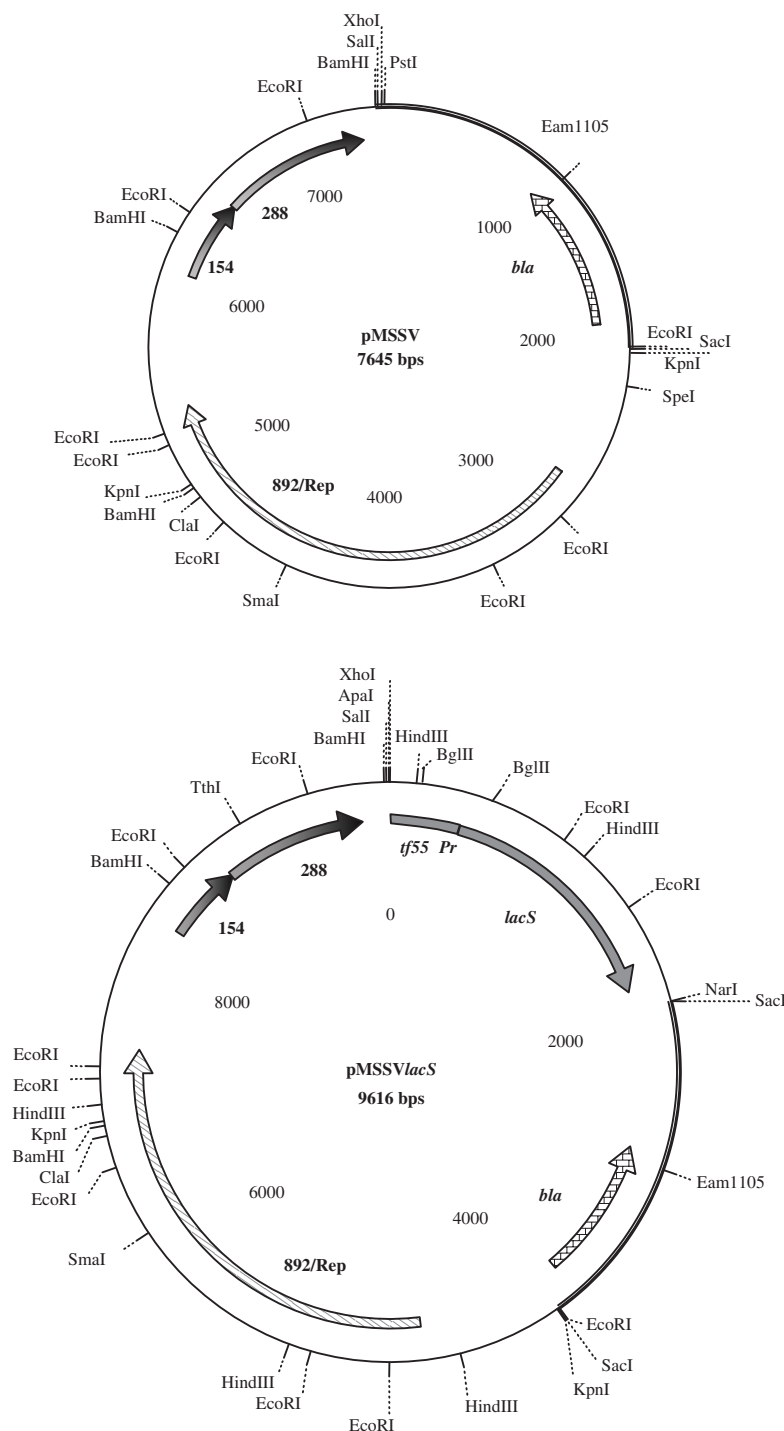 XhoI
SalI
BamHI PstI
EcoRI
Eam1105
EcoRI
BamHI
7000
288
1000
154
bla
6000
pMSSV
7645 bps
2000
EcoRI
SacI
KpnI
SpeI
5000
EcoRI
EcoRI
3000
892/Rep
4000
KpnI
BamHI
ClaI
EcoRI
EcoRI
SmaI
EcoRI
XhoI
ApaI
SalI
BamHI
HindIII
BglII
EcoRI
BglII
TthI
EcoRI
HindIII
EcoRI
BamHI
tf55 Pr
288
EcoRI
lacS
0
154
NarI
SacI
8000
2000
EcoRI
pMSSVlacS
EcoRI
9616 bps
HindIII
KpnI
BamHI
ClaI
EcoRI
Eam1105
6000
bla
4000
SmaI
892/Rep
EcoRI
SacI
KpnI
HindIII
EcoRI
HindIII
EcoRI